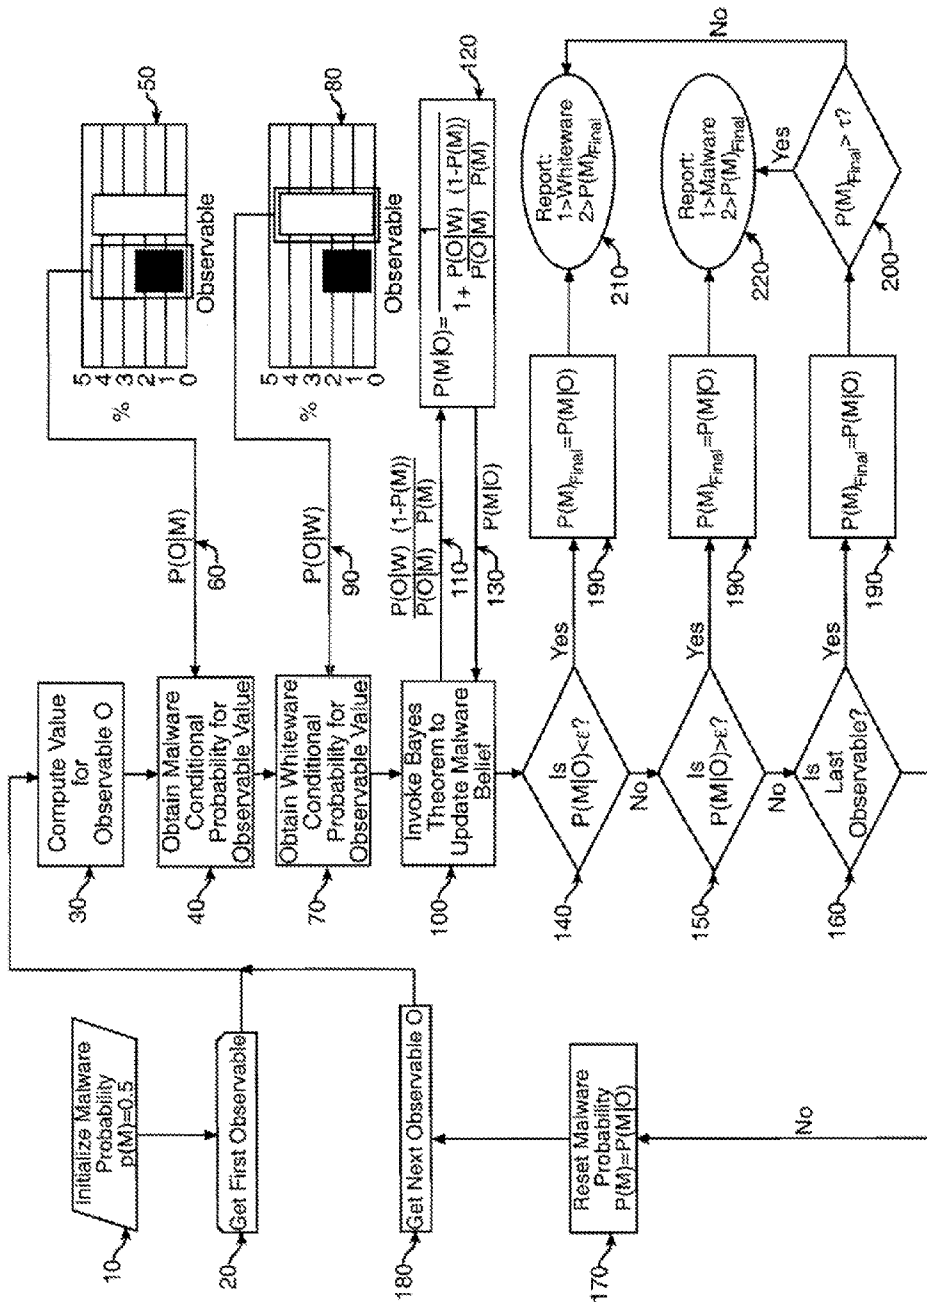 Initialize Malware
Probability
p(M)=0.5
10
Get First Observable
20
Get Next Observable O
180
Reset Malware
Probability
P(M)=P(M|O)
170
No
Compute Value
for
Observable O
30
Obtain Malware
Conditional
Probability for
Observable Value
40
Obtain Whiteware
Conditional
Probability for
Observable Value
70
Invoke Bayes
Theorem to
Update Malware
Belief
100
Is
P(M|O)<ε'?
140
No
Is
P(M|O)>ε?
150
No
Is
Last
Observable?
160
P(O|M)
60
P(O|W)
90
P(O|W) (1-P(M))
P(O|M) P(M)
110
130
P(M|O)
Yes
Yes
Yes
5
4
3
2
1
0
%
Observable
50
5
4
3
2
1
0
%
Observable
80
P(M|O)=
1+ P(O|W) (1-P(M))
P(O|M) P(M)
120
P(M)Final=P(M|O)
190
P(M)Final=P(M|O)
190
P(M)Final=P(M|O)
190
Report:
1>Whiteware
2>P(M)Final
210
Report:
1>Malware
2>P(M)Final
220
Yes
P(M)Final> τ?
200
No